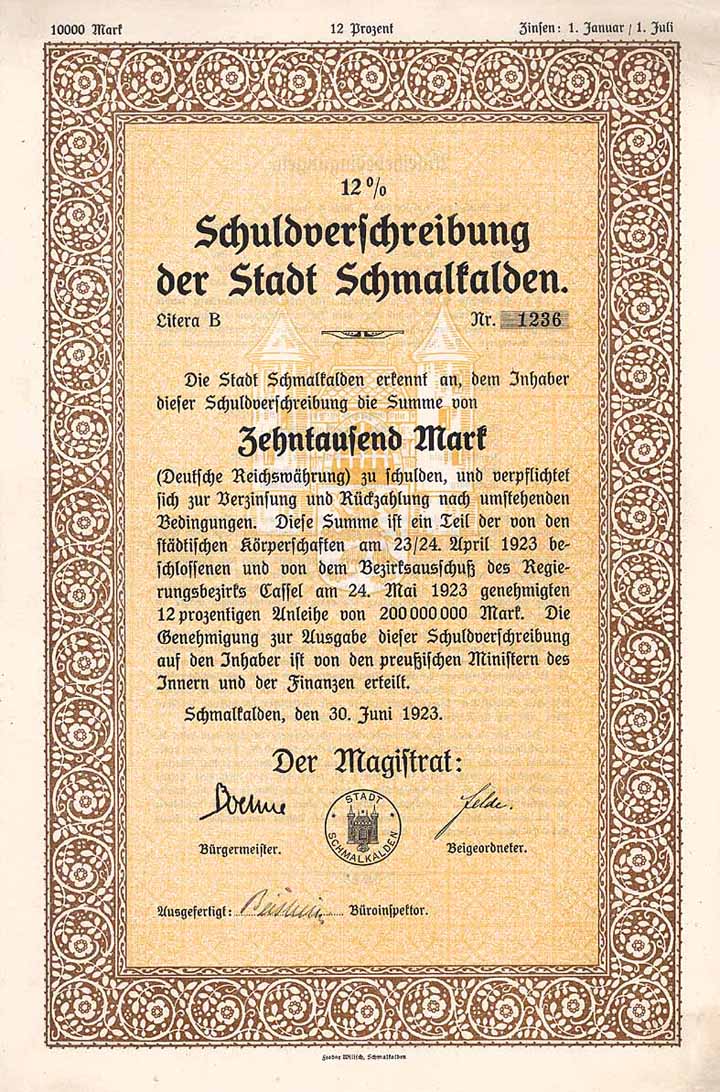 10000 Mark 12 Prozent Zinsen: 1. Januar / 1. Juli
12 %
Schuldverschreibung
der Stadt Schmalkalden.
Litera B Nr. 1236
Die Stadt Schmalkalden erkennt an, dem Inhaber
dieser Schuldverschreibung die Summe von
Zehntausend Mark
(Deutsche Reichswährung) zu schulden, und verpflichtet
sich zur Verzinsung und Rückzahlung nach umstehenden
Bedingungen. Diese Summe ist ein Teil der von den
städtischen Körperschaften am 23/24. April 1923 be-
schlossenen und von dem Bezirksausschuß des Regie-
rungsbezirks Cassel am 24. Mai 1923 genehmigten
12 prozentigen Anleihe von 200 000 000 Mark. Die
Genehmigung zur Ausgabe dieser Schuldverschreibung
auf den Inhaber ist von den preußischen Ministern des
Innern und der Finanzen erteilt.
Schmalkalden, den 30. Juni 1923.
Der Magistrat:
STADT
SCHMALKALDEN
Bürgermeister. Beigeordneter.
Ausgefertigt: Büroinspektor.
Feodor Wilisch, Schmalkalden